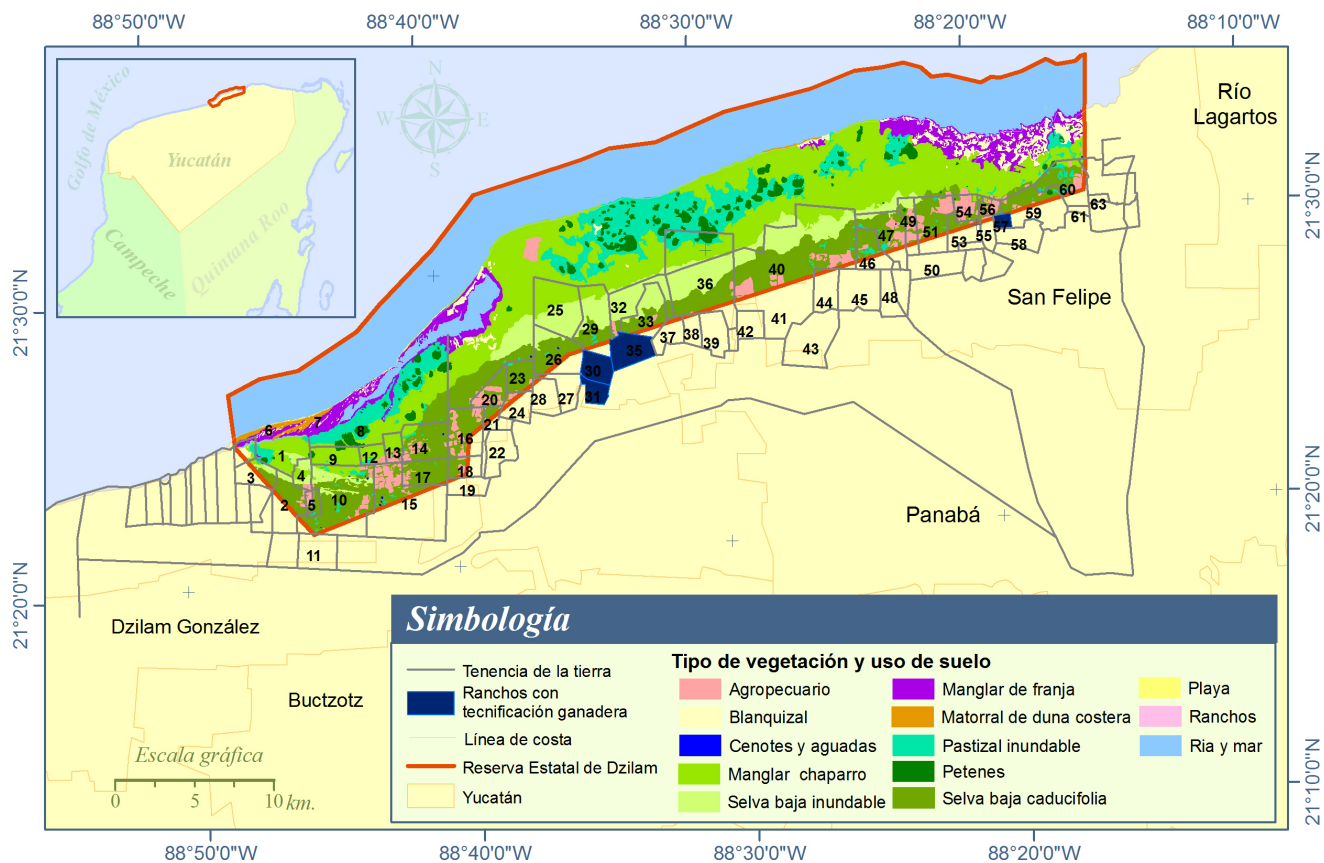 88°50'0"W
88°40'0"W
88°30'0"W
88°20'0"W
88°10'0"W
21°30'0"N
21°20'0"N
21°30'0"N
21°20'0"N
21°10'0"N
Golfo de México
Yucatán
Campeche
Quintana Roo
N
W
E
S
Río
Lagartos
San Felipe
Panabá
Dzilam González
Buctzotz
60
63
61
59
56
57
54
55
58
49
51
53
47
50
46
40
36
44
45
48
41
43
25
32
33
29
35
37
38
39
42
26
30
31
23
20
28
27
24
21
6
7
8
1
9
12
13
14
16
22
3
4
2
5
10
17
18
19
15
11
Simbología
Tenencia de la tierra
Ranchos con
tecnificación ganadera
Línea de costa
Reserva Estatal de Dzilam
Yucatán
Tipo de vegetación y uso de suelo
Agropecuario
Blanquizal
Cenotes y aguadas
Manglar chaparro
Selva baja inundable
Manglar de franja
Matorral de duna costera
Pastizal inundable
Petenes
Selva baja caducifolia
Playa
Ranchos
Ria y mar
Escala gráfica
0 5 10 km.
88°50'0"W
88°40'0"W
88°30'0"W
88°20'0"W